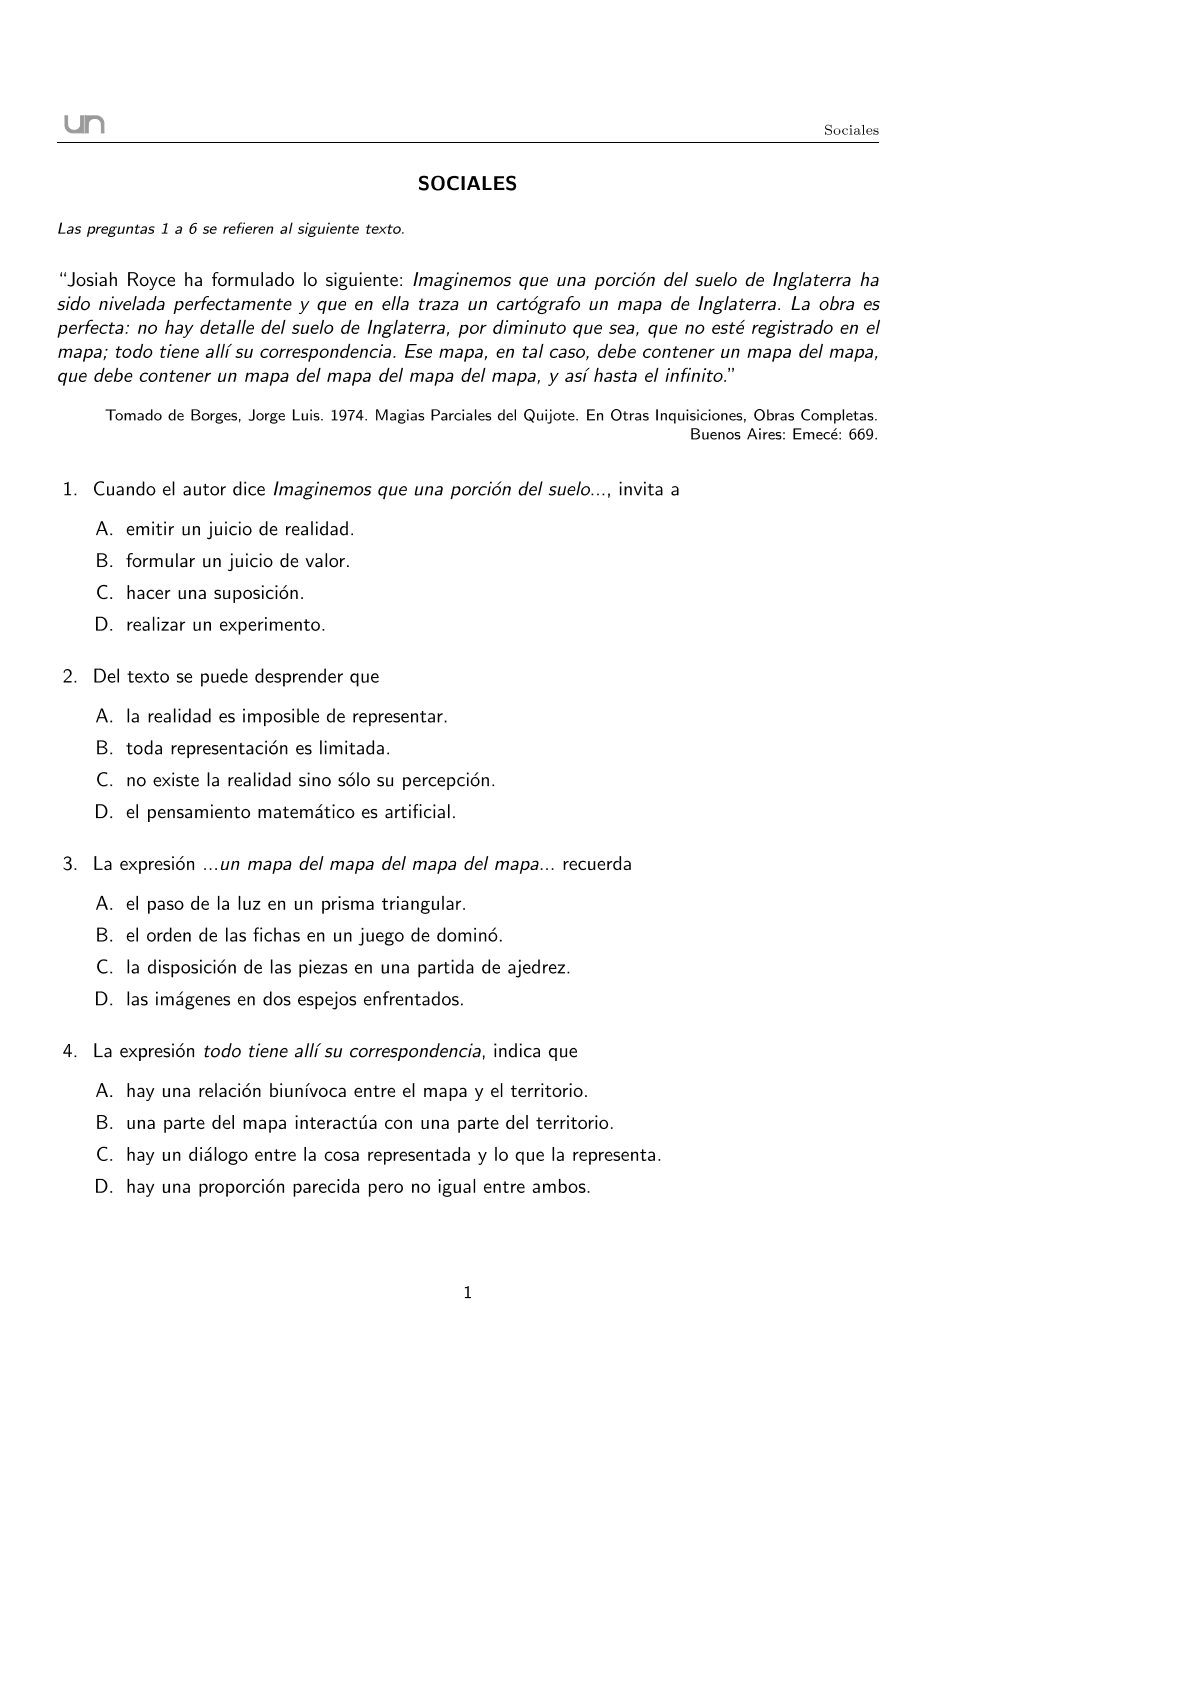 un
Sociales
SOCIALES
Las preguntas 1 a 6 se refieren al siguiente texto.
“Josiah Royce ha formulado lo siguiente: Imaginemos que una porción del suelo de Inglaterra ha
sido nivelada perfectamente y que en ella traza un cartógrafo un mapa de Inglaterra. La obra es
perfecta: no hay detalle del suelo de Inglaterra, por diminuto que sea, que no esté registrado en el
mapa; todo tiene allí su correspondencia. Ese mapa, en tal caso, debe contener un mapa del mapa,
que debe contener un mapa del mapa del mapa del mapa, y así hasta el infinito.”
Tomado de Borges, Jorge Luis. 1974. Magias Parciales del Quijote. En Otras Inquisiciones, Obras Completas.
Buenos Aires: Emecé: 669.
1. Cuando el autor dice Imaginemos que una porción del suelo..., invita a
A. emitir un juicio de realidad.
B. formular un juicio de valor.
C. hacer una suposición.
D. realizar un experimento.
2. Del texto se puede desprender que
A. la realidad es imposible de representar.
B. toda representación es limitada.
C. no existe la realidad sino sólo su percepción.
D. el pensamiento matemático es artificial.
3. La expresión ...un mapa del mapa del mapa del mapa... recuerda
A. el paso de la luz en un prisma triangular.
B. el orden de las fichas en un juego de dominó.
C. la disposición de las piezas en una partida de ajedrez.
D. las imágenes en dos espejos enfrentados.
4. La expresión todo tiene allí su correspondencia, indica que
A. hay una relación biunívoca entre el mapa y el territorio.
B. una parte del mapa interactúa con una parte del territorio.
C. hay un diálogo entre la cosa representada y lo que la representa.
D. hay una proporción parecida pero no igual entre ambos.
1